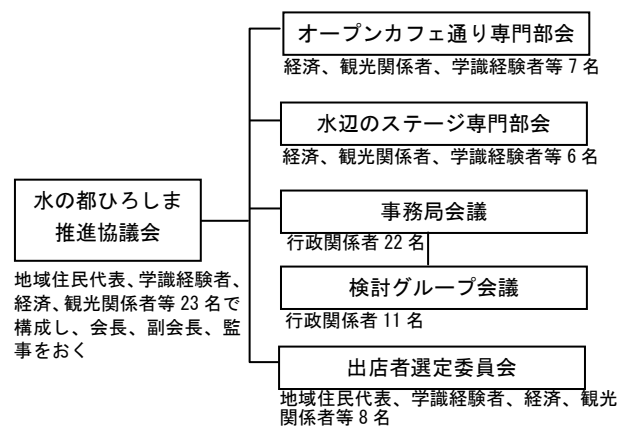 オープンカフェ通り専門部会
経済、観光関係者、学識経験者等 7 名
水辺のステージ専門部会
経済、観光関係者、学識経験者等 6 名
水の都ひろしま
推進協議会
地域住民代表、学識経験者、
経済、観光関係者等 23 名で
構成し、会長、副会長、監
事をおく
事務局会議
行政関係者 22 名
検討グループ会議
行政関係者 11 名
出店者選定委員会
地域住民代表、学識経験者、経済、観光
関係者等 8 名